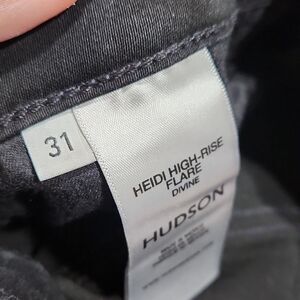 31
HEIDI HIGH-RISE
FLARE
DIVINE
HUDSON